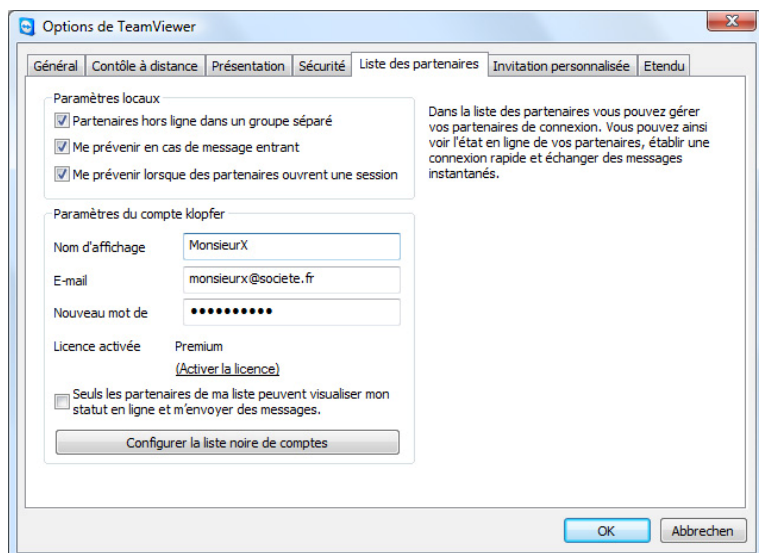 Options de TeamViewer
Général Contôle à distance Présentation Sécurité Liste des partenaires Invitation personnalisée Etendu
Paramètres locaux
Partenaires hors ligne dans un groupe séparé
Me prévenir en cas de message entrant
Me prévenir lorsque des partenaires ouvrent une session
Dans la liste des partenaires vous pouvez gérer
vos partenaires de connexion. Vous pouvez ainsi
voir l'état en ligne de vos partenaires, établir une
connexion rapide et échanger des messages
instantanés.
Paramètres du compte klopfer
Nom d'affichage MonsieurX
E-mail monsieurx@societe.fr
Nouveau mot de ••••••••••
Licence activée Premium
(Activer la licence)
Seuls les partenaires de ma liste peuvent visualiser mon
statut en ligne et m'envoyer des messages.
Configurer la liste noire de comptes
OK Abbrechen